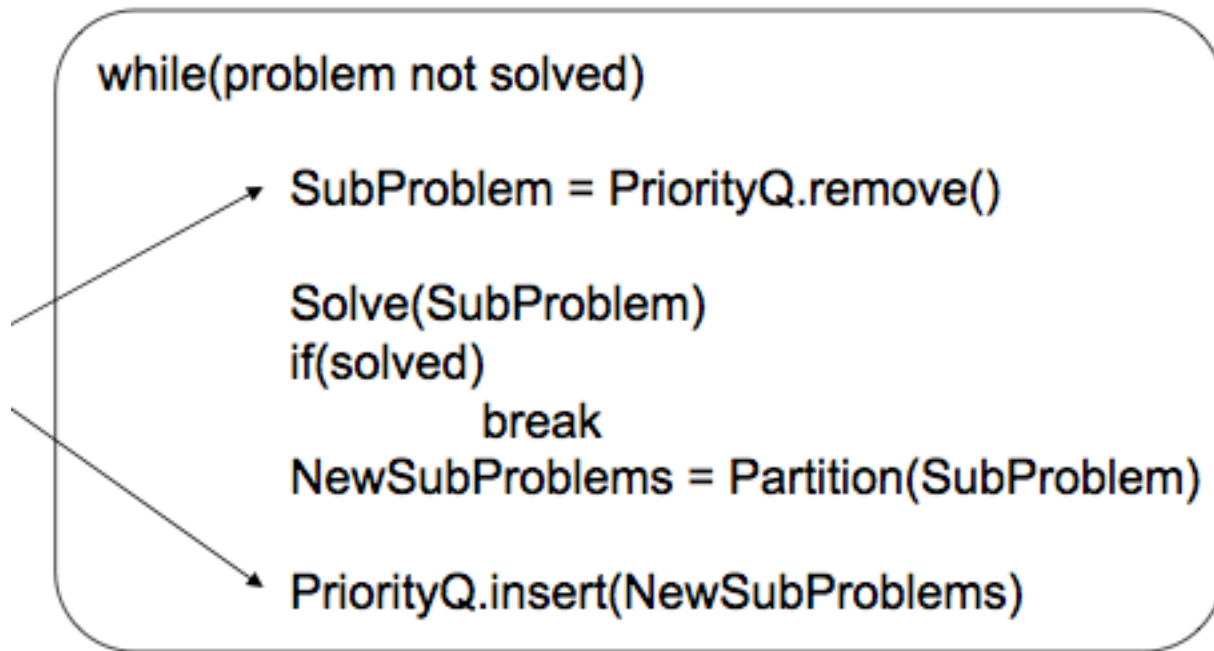 while(problem not solved)
SubProblem = PriorityQ.remove()
Solve(SubProblem)
if(solved)
break
NewSubProblems = Partition(SubProblem)
PriorityQ.insert(NewSubProblems)